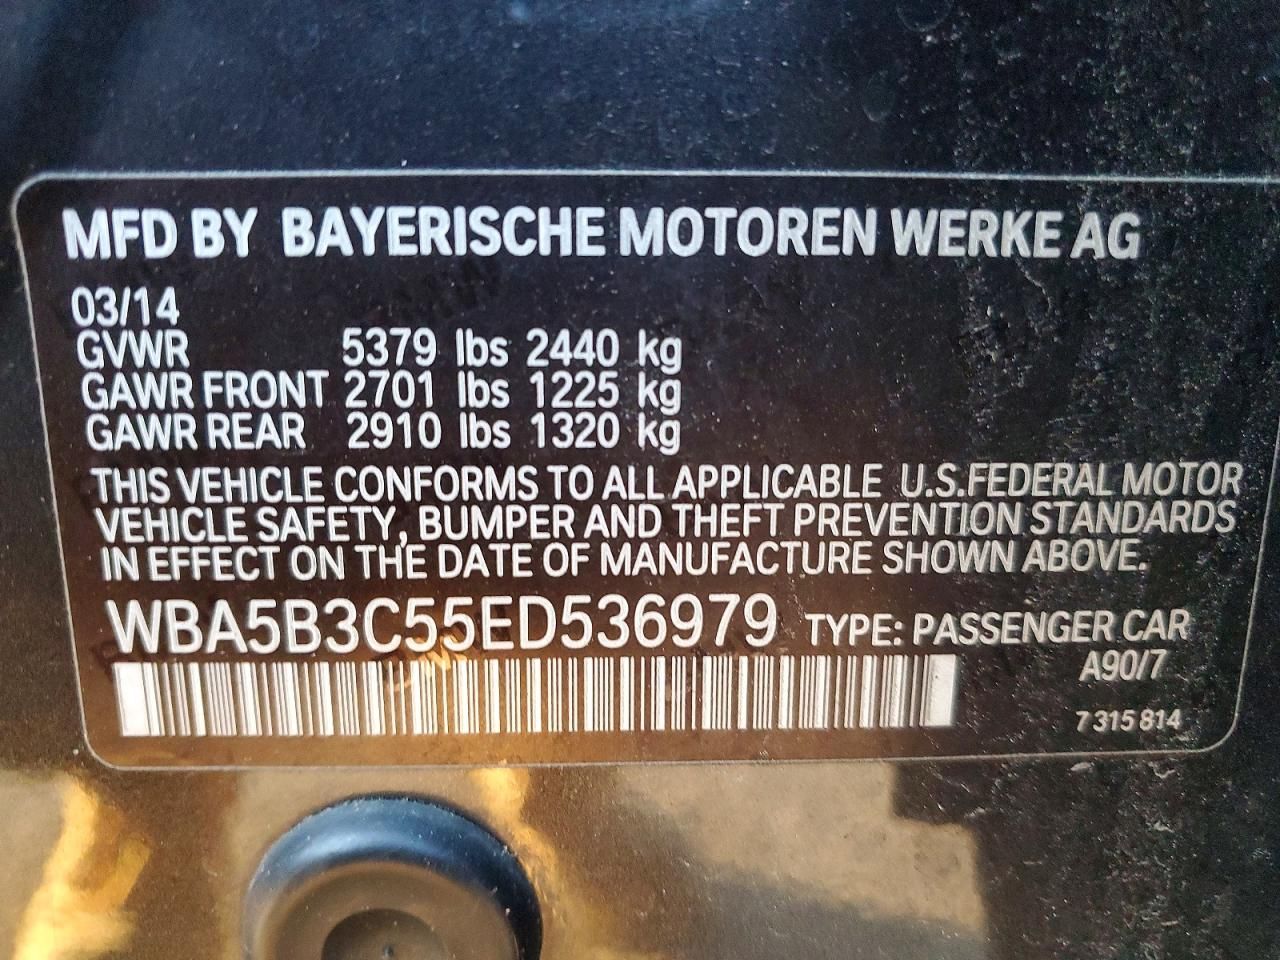 MFD BY BAYERISCHE MOTOREN WERKE AG
03/14
GVWR 5379 lbs 2440 kg
GAWR FRONT 2701 lbs 1225 kg
GAWR REAR 2910 lbs 1320 kg
THIS VEHICLE CONFORMS TO ALL APPLICABLE U.S.FEDERAL MOTOR
VEHICLE SAFETY, BUMPER AND THEFT PREVENTION STANDARDS
IN EFFECT ON THE DATE OF MANUFACTURE SHOWN ABOVE.
WBA5B3C55ED536979 TYPE: PASSENGER CAR
A90/7
7 315 814